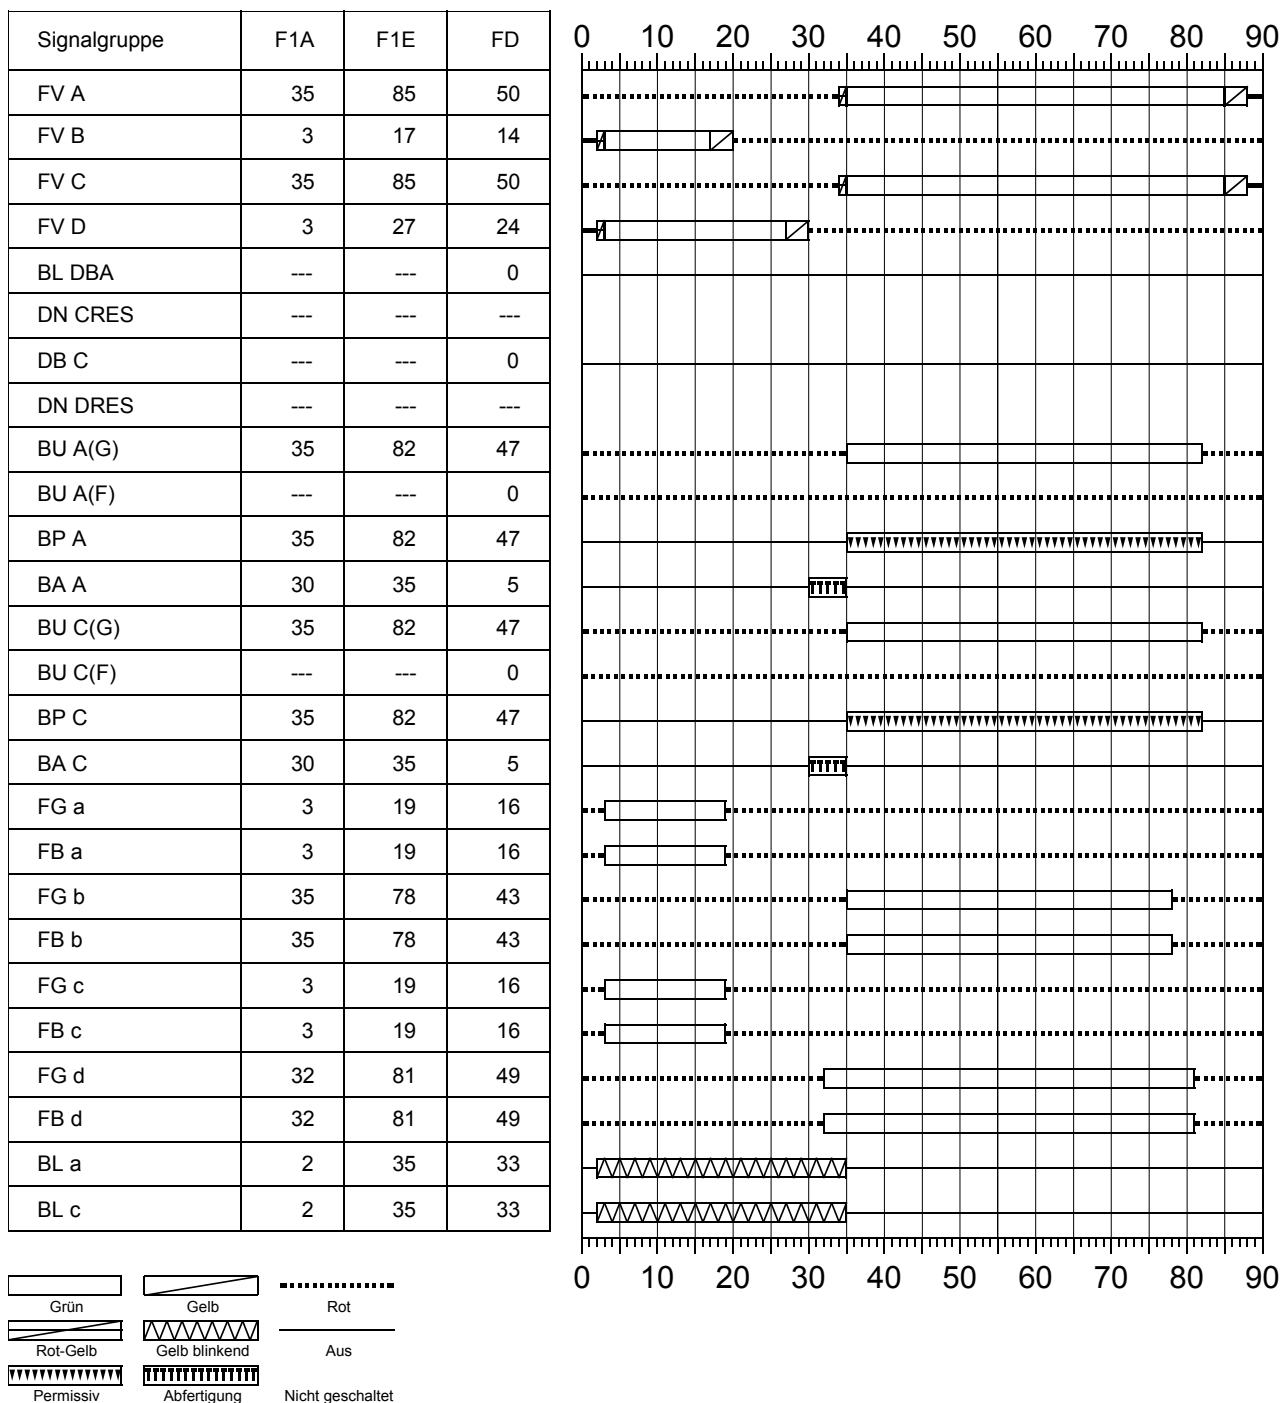 Signalgruppe F1A F1E FD 0 10 20 30 40 50 60 70 80 90
FV A 35 85 50
FV B 3 17 14
FV C 35 85 50
FV D 3 27 24
BL DBA --- --- 0
DN CRES --- --- ---
DB C --- --- 0
DN DRES --- --- ---
BU A(G) 35 82 47
BU A(F) --- --- 0
BP A 35 82 47
BA A 30 35 5
BU C(G) 35 82 47
BU C(F) --- --- 0
BP C 35 82 47
BA C 30 35 5
FG a 3 19 16
FB a 3 19 16
FG b 35 78 43
FB b 35 78 43
FG c 3 19 16
FB c 3 19 16
FG d 32 81 49
FB d 32 81 49
BL a 2 35 33
BL c 2 35 33
0 10 20 30 40 50 60 70 80 90
Grün Gelb Rot
Rot-Gelb Gelb blinkend Aus
Permissiv Abfertigung Nicht geschaltet